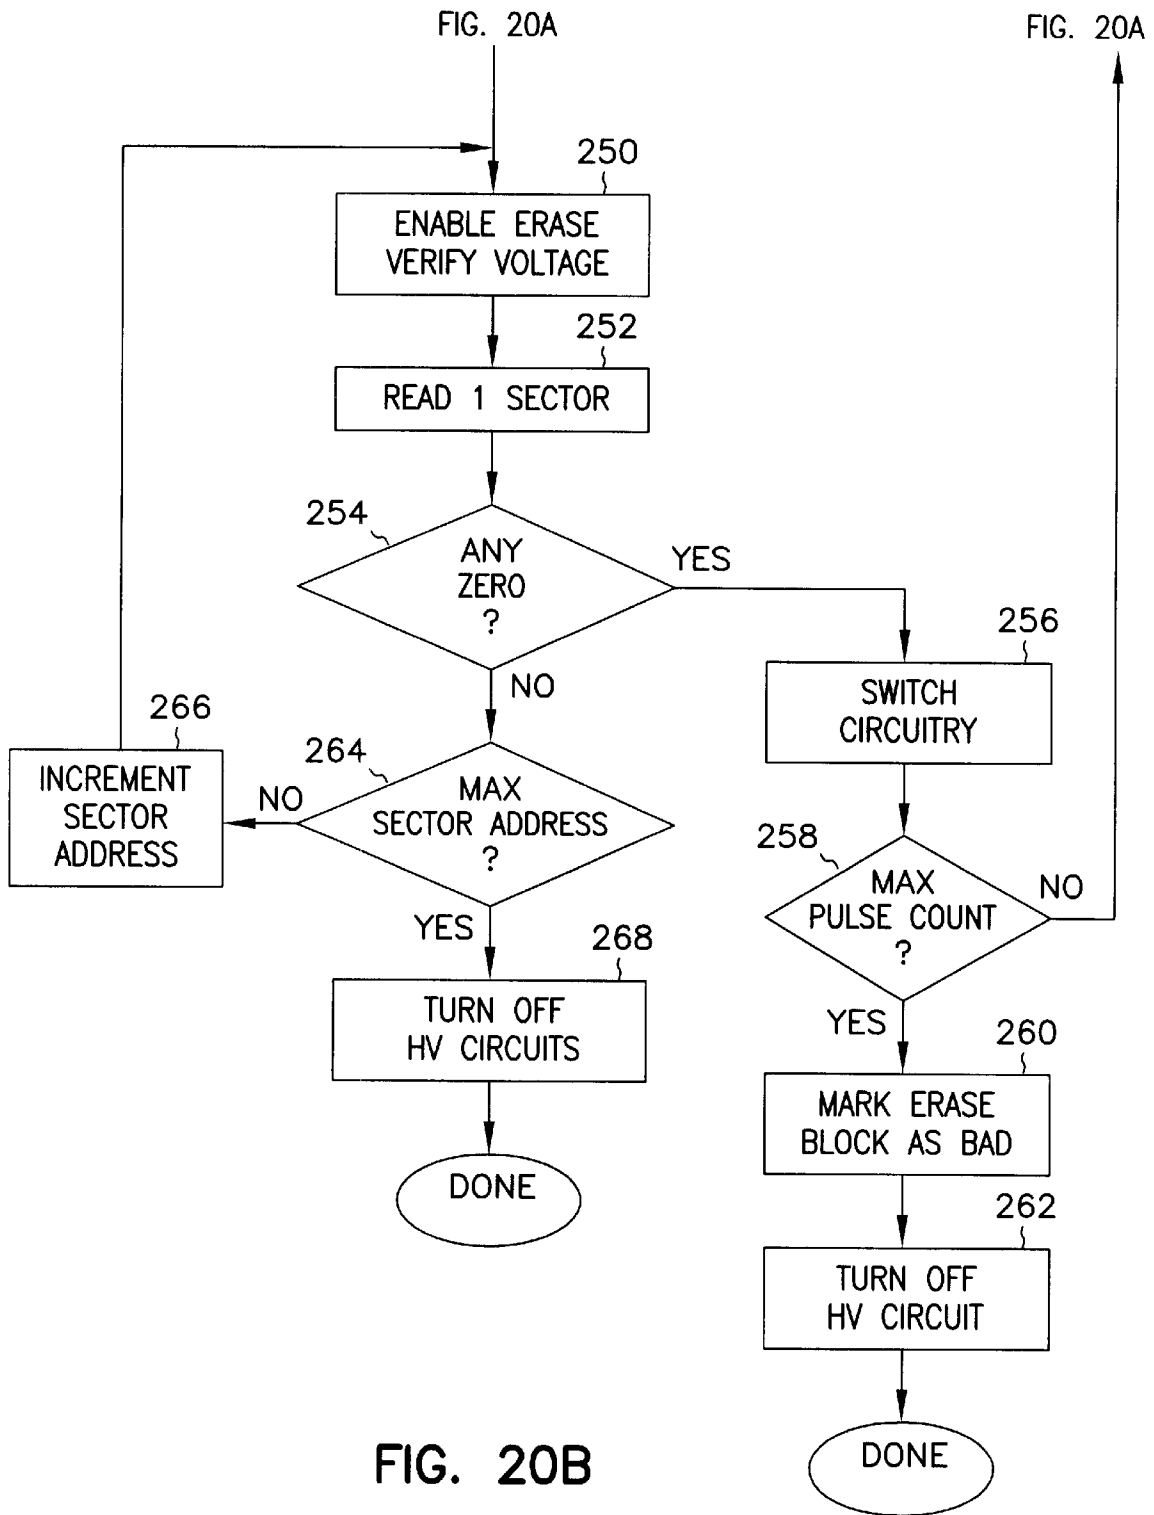 FIG. 20A
FIG. 20A
250
ENABLE ERASE
VERIFY VOLTAGE
252
READ 1 SECTOR
254
ANY
ZERO
?
YES
NO
256
SWITCH
CIRCUITRY
266
INCREMENT
SECTOR
ADDRESS
NO
264
MAX
SECTOR ADDRESS
?
YES
258
MAX
PULSE COUNT
?
NO
YES
268
TURN OFF
HV CIRCUITS
DONE
260
MARK ERASE
BLOCK AS BAD
262
TURN OFF
HV CIRCUIT
DONE
FIG. 20B